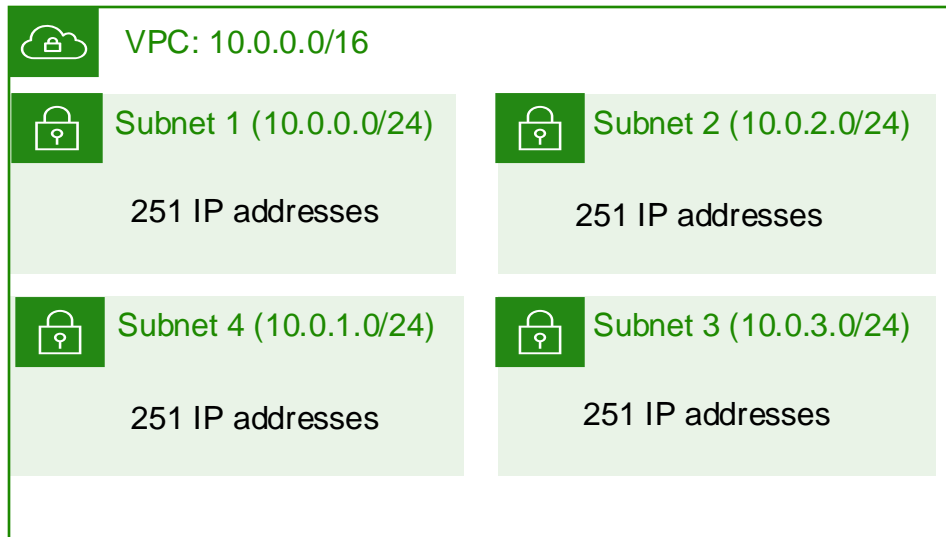 VPC: 10.0.0.0/16
Subnet 1 (10.0.0.0/24)
251 IP addresses
Subnet 2 (10.0.2.0/24)
251 IP addresses
Subnet 4 (10.0.1.0/24)
251 IP addresses
Subnet 3 (10.0.3.0/24)
251 IP addresses